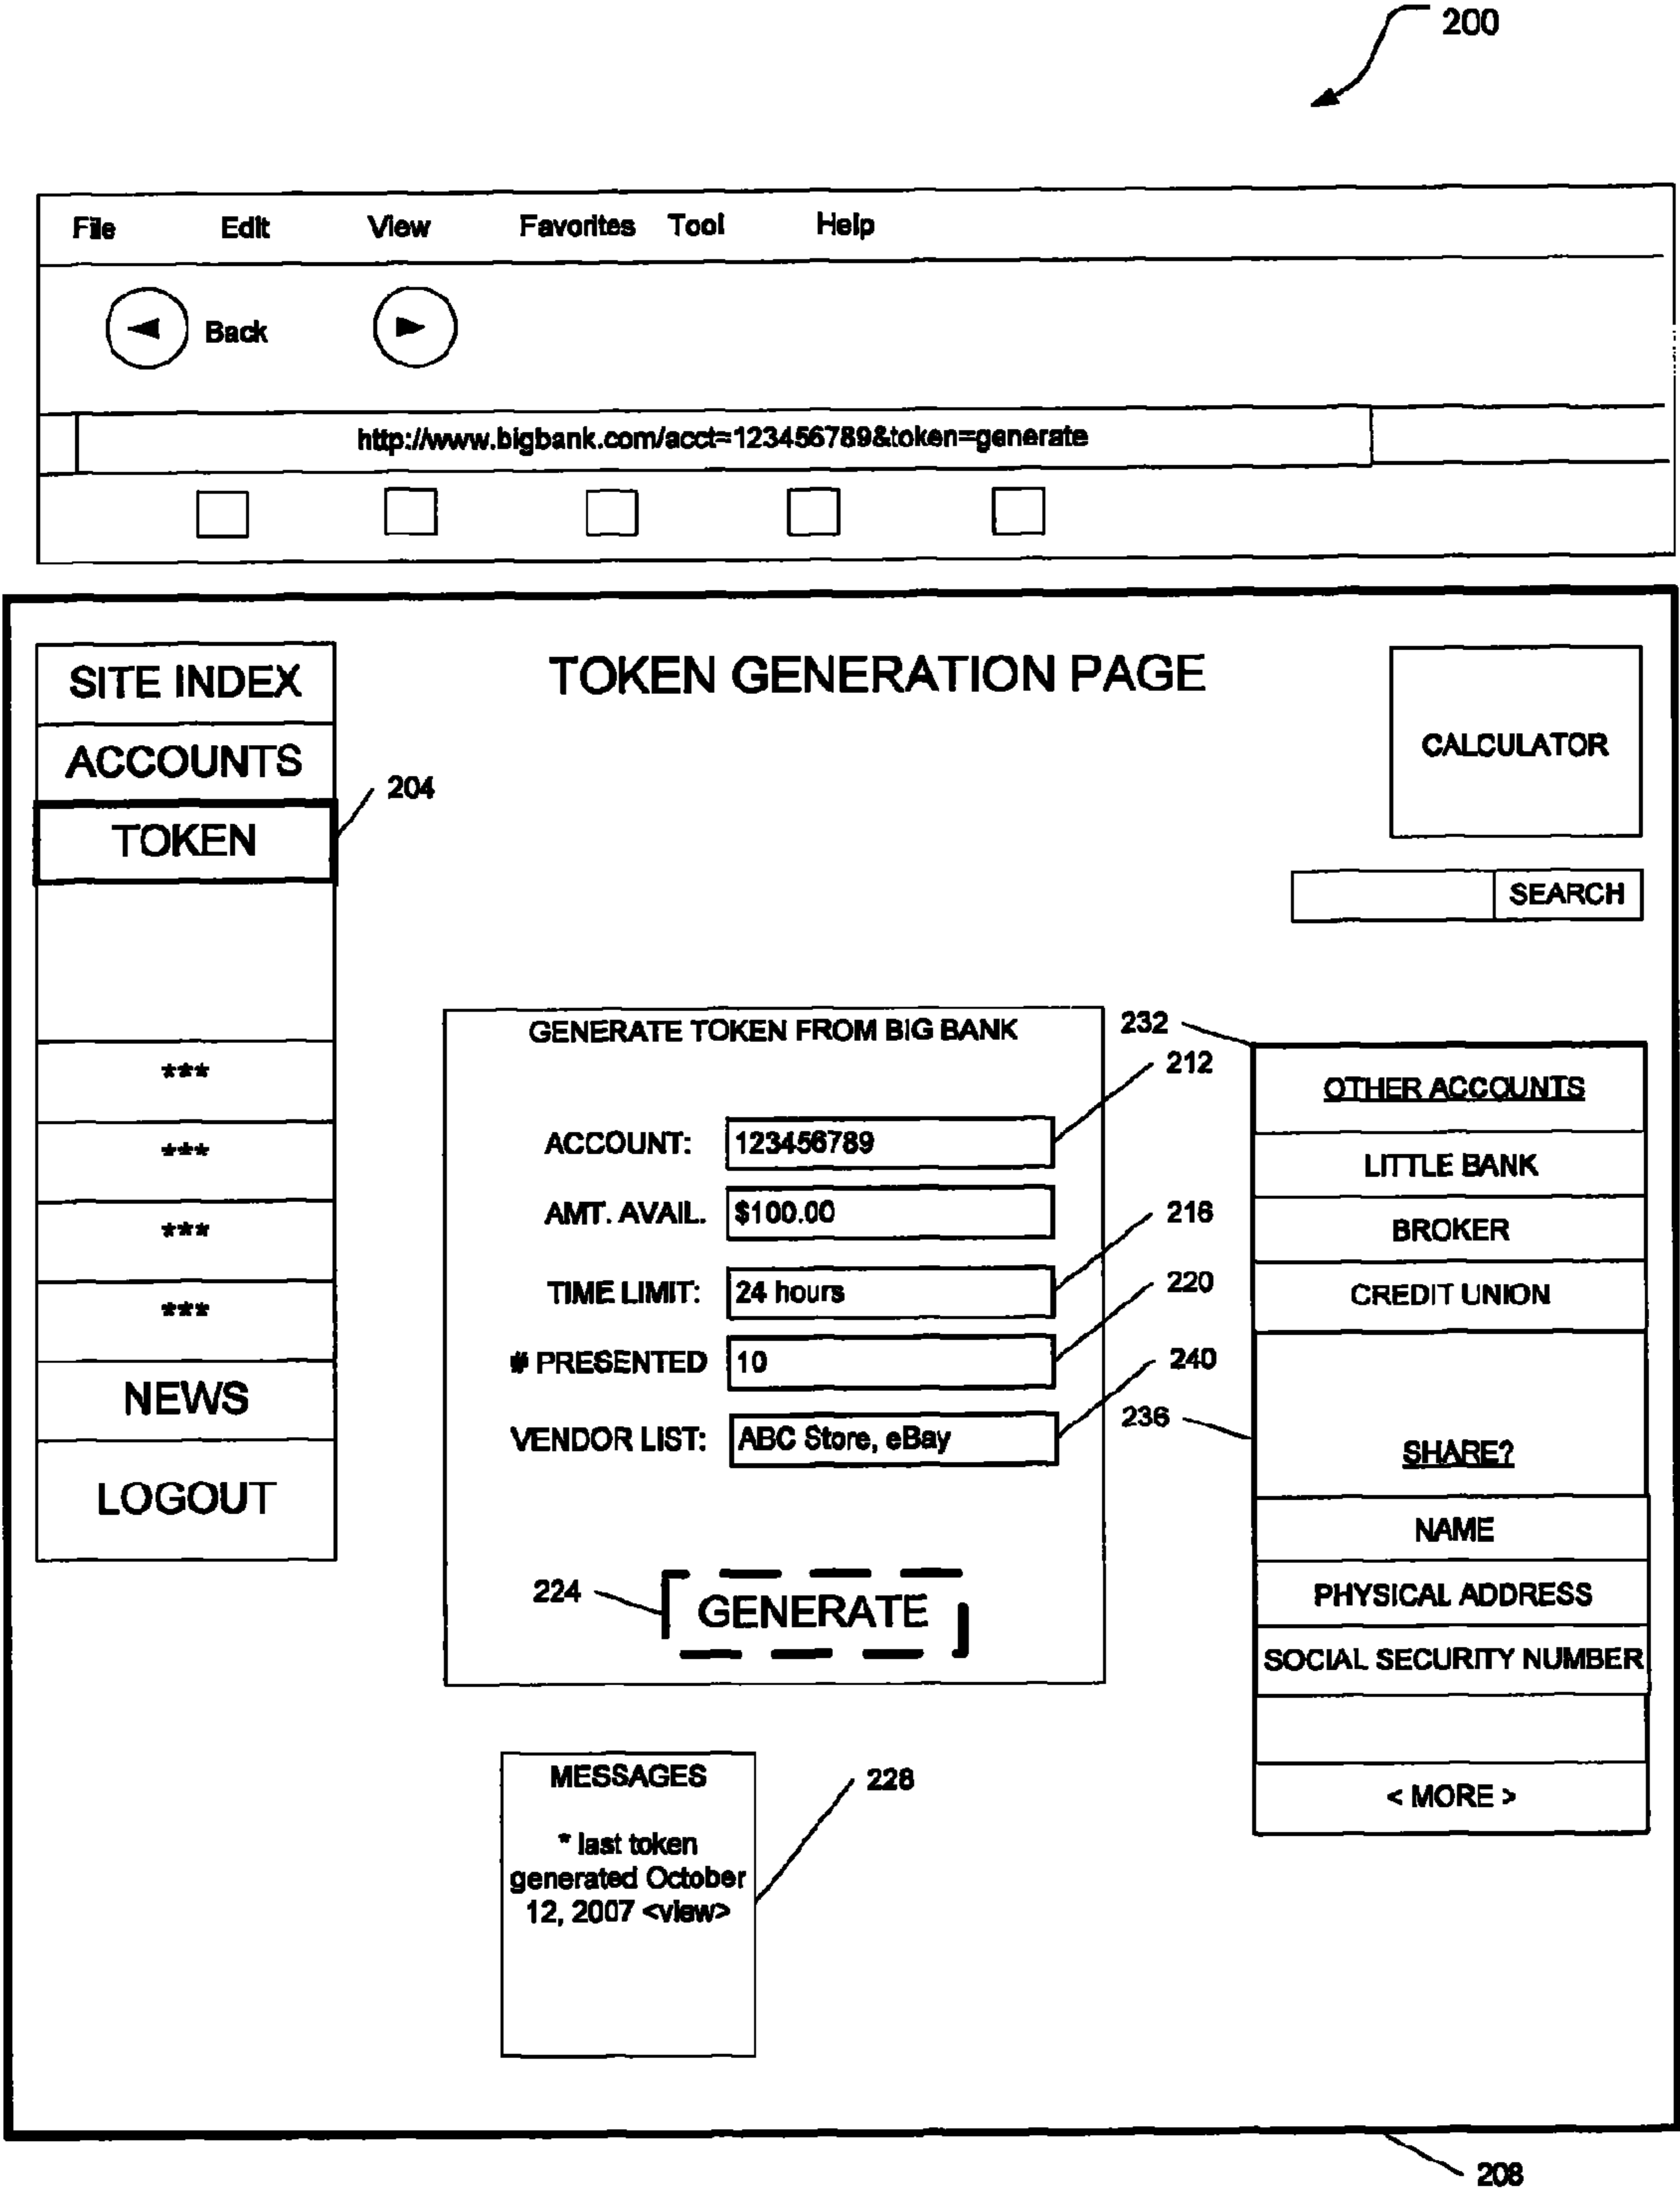 200
File Edit View Favorites Tool Help
Back
http://www.bigbank.com/acct=123456789&token=generate
SITE INDEX
ACCOUNTS
TOKEN
204
***
***
***
***
NEWS
LOGOUT
TOKEN GENERATION PAGE
CALCULATOR
SEARCH
GENERATE TOKEN FROM BIG BANK
ACCOUNT: 123456789
212
AMT. AVAIL. $100.00
TIME LIMIT: 24 hours
216
# PRESENTED 10
220
VENDOR LIST: ABC Store, eBay
240
224
GENERATE
232
OTHER ACCOUNTS
LITTLE BANK
BROKER
CREDIT UNION
236
SHARE?
NAME
PHYSICAL ADDRESS
SOCIAL SECURITY NUMBER
< MORE >
MESSAGES
* last token
generated October
12, 2007 <view>
228
208